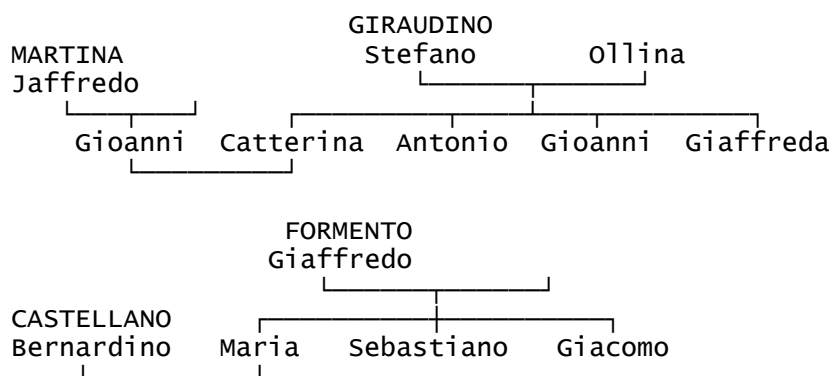 GIRAUDINO
MARTINA Stefano Ollina
Jaffredo
Gioanni Catterina Antonio Gioanni Giaffreda
FORMENTO
Giaffredo
CASTELLANO
Bernardino Maria Sebastiano Giacomo